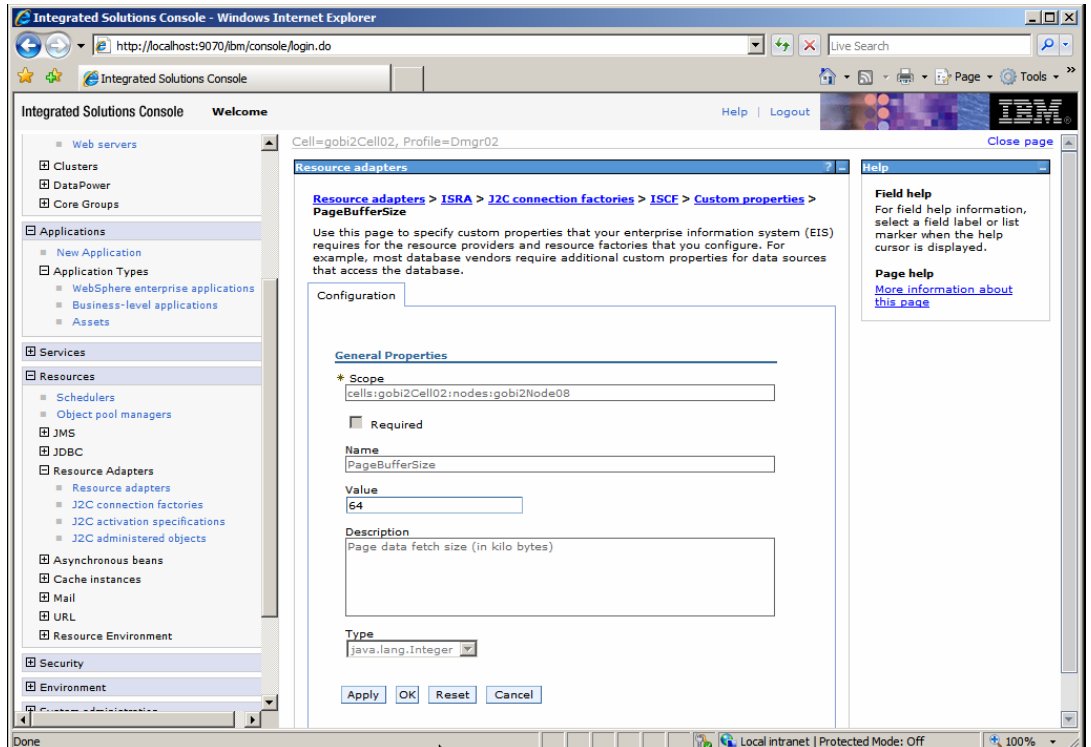 Integrated Solutions Console - Windows Internet Explorer
http://localhost:9070/ibm/console/login.do
Live Search
Integrated Solutions Console
Page
Tools
»
Integrated Solutions Console Welcome
Help | Logout
IBM
Web servers
Clusters
DataPower
Core Groups
Applications
New Application
Application Types
WebSphere enterprise applications
Business-level applications
Assets
Services
Resources
Schedulers
Object pool managers
JMS
JDBC
Resource Adapters
Resource adapters
J2C connection factories
J2C activation specifications
J2C administered objects
Asynchronous beans
Cache instances
Mail
URL
Resource Environment
Security
Environment
System administration
Cell=gobi2Cell02, Profile=Dmgr02
Close page
Resource adapters
? _
Resource adapters > ISRA > J2C connection factories > ISCF > Custom properties >
PageBufferSize
Use this page to specify custom properties that your enterprise information system (EIS)
requires for the resource providers and resource factories that you configure. For
example, most database vendors require additional custom properties for data sources
that access the database.
Configuration
General Properties
* Scope
cells:gobi2Cell02:nodes:gobi2Node08
Required
Name
PageBufferSize
Value
64
Description
Page data fetch size (in kilo bytes)
Type
java.lang.Integer
Apply OK Reset Cancel
Help
Field help
For field help information,
select a field label or list
marker when the help
cursor is displayed.
Page help
More information about
this page
Done
Local intranet | Protected Mode: Off
100%